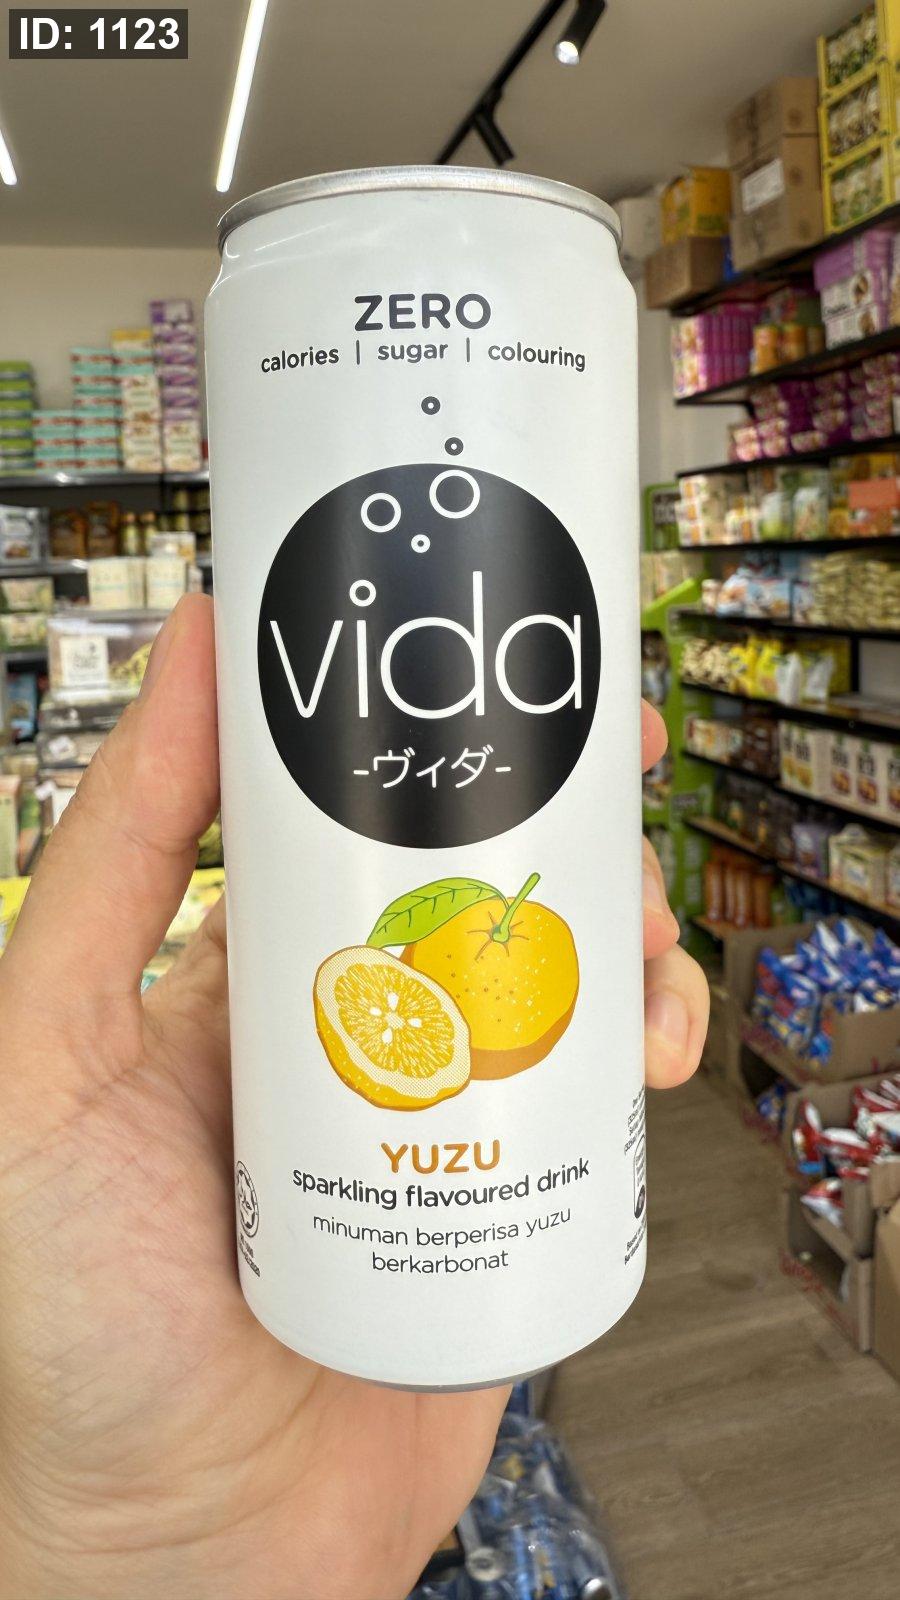 ID: 1123
ZERO
calories | sugar | colouring
vida
-ヴィダ-
YUZU
sparkling flavoured drink
minuman berperisa yuzu
berkarbonat